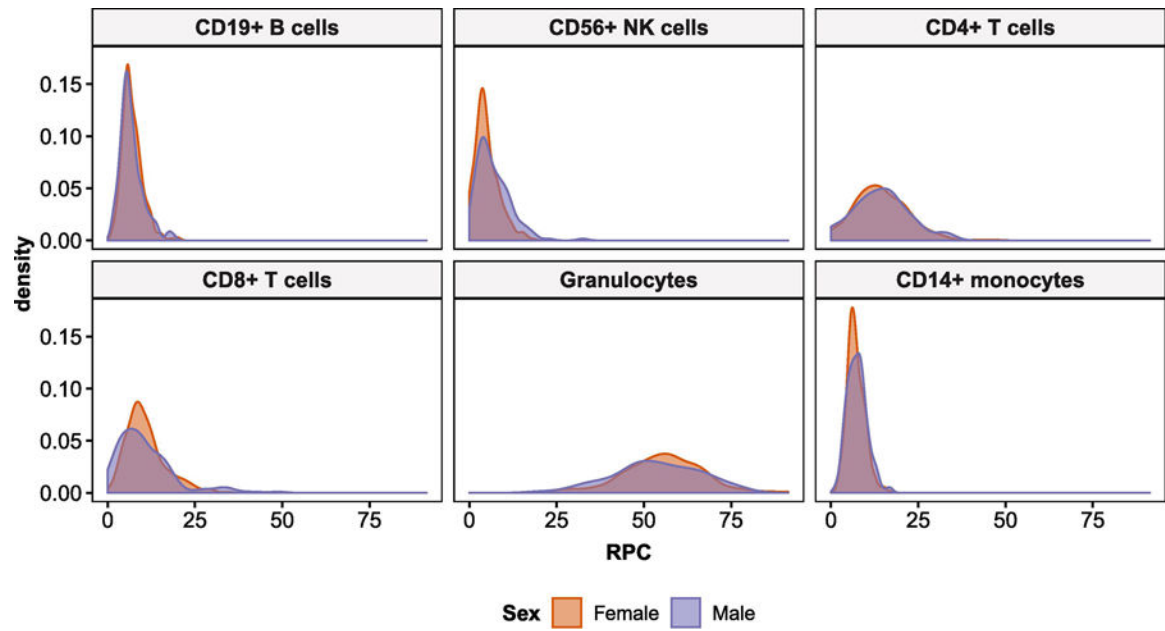 CD19+ B cells
CD56+ NK cells
CD4+ T cells
0.15
0.10
0.05
0.00
density
CD8+ T cells
Granulocytes
CD14+ monocytes
0.15
0.10
0.05
0.00
0 25 50 75
0 25 50 75
0 25 50 75
RPC
Sex Female Male